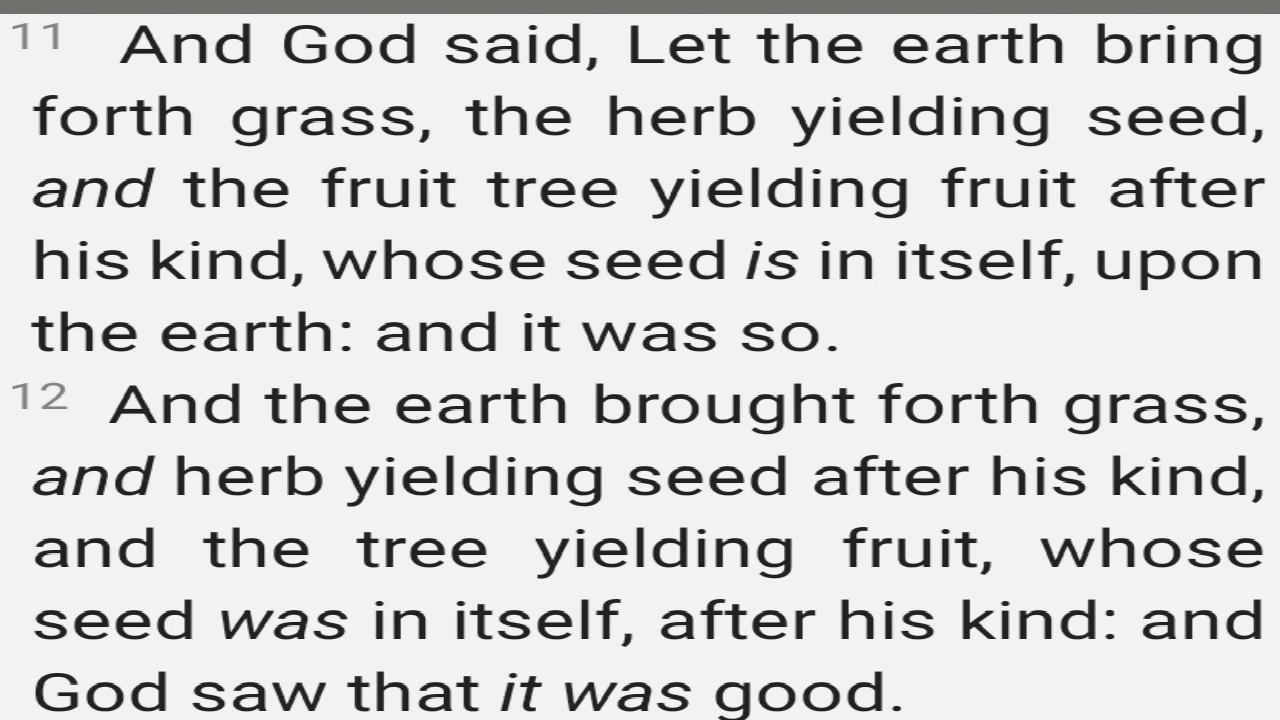 11 And God said, Let the earth bring
forth grass, the herb yielding seed,
and the fruit tree yielding fruit after
his kind, whose seed is in itself, upon
the earth: and it was so.
12 And the earth brought forth grass,
and herb yielding seed after his kind,
and the tree yielding fruit, whose
seed was in itself, after his kind: and
God saw that it was good.